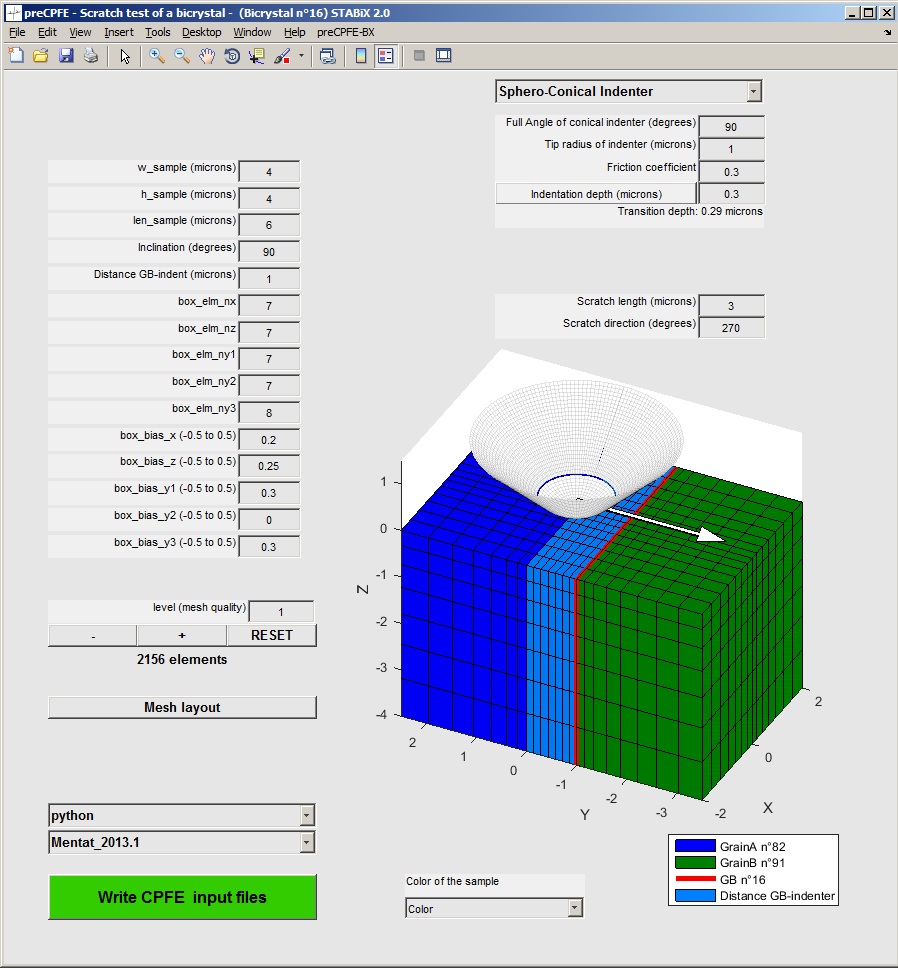 preCPFE - Scratch test of a bicrystal - (Bicrystal n°16) STABiX 2.0
File Edit View Insert Tools Desktop Window Help preCPFE-BX
Sphero-Conical Indenter
Full Angle of conical indenter (degrees) 90
Tip radius of indenter (microns) 1
Friction coefficient 0.3
Indentation depth (microns) 0.3
Transition depth: 0.29 microns
w_sample (microns) 4
h_sample (microns) 4
len_sample (microns) 6
Inclination (degrees) 90
Distance GB-indent (microns) 1
box_elm_nx 7
box_elm_nz 7
box_elm_ny1 7
box_elm_ny2 7
box_elm_ny3 8
box_bias_x (-0.5 to 0.5) 0.2
box_bias_z (-0.5 to 0.5) 0.25
box_bias_y1 (-0.5 to 0.5) 0.3
box_bias_y2 (-0.5 to 0.5) 0
box_bias_y3 (-0.5 to 0.5) 0.3
Scratch length (microns) 3
Scratch direction (degrees) 270
level (mesh quality) 1
- + RESET
2156 elements
Mesh layout
python
Mentat_2013.1
Write CPFE input files
1
0
-1
-2
-3
-4
Z
2
1
0
-1
-2
-3
Y
-2
0
2
X
GrainA n°82
GrainB n°91
GB n°16
Distance GB-indenter
Color of the sample
Color